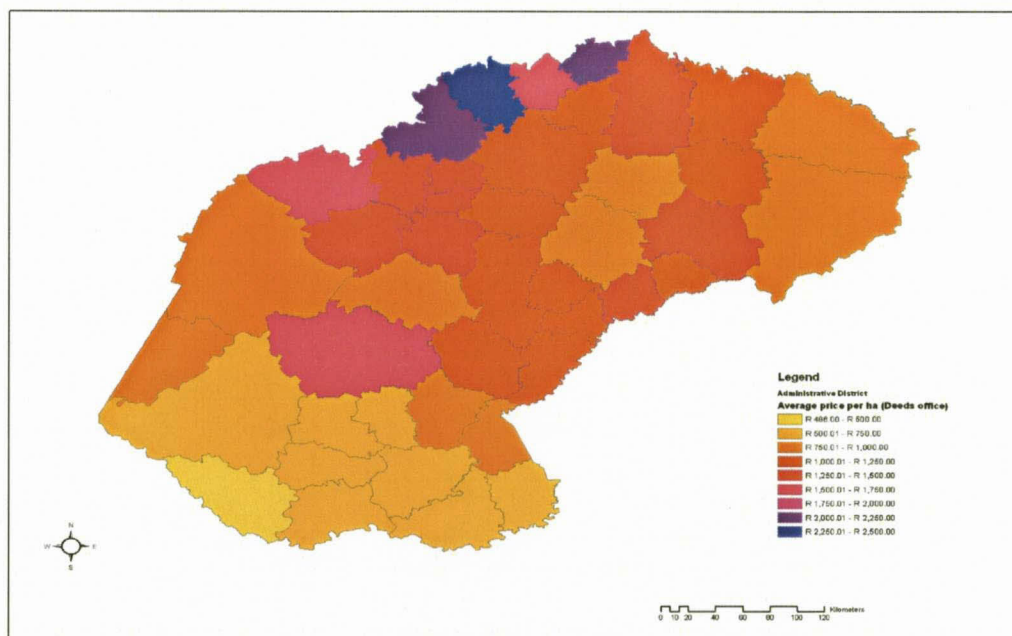 Legend
Administrative District
Average price per ha (Deeds office)
R 486.00 - R 500.00
R 500.01 - R 750.00
R 750.01 - R 1,000.00
R 1,000.01 - R 1,250.00
R 1,250.01 - R 1,500.00
R 1,500.01 - R 1,750.00
R 1,750.01 - R 2,000.00
R 2,000.01 - R 2,250.00
R 2,250.01 - R 2,500.00
N
W E
S
Kilometers
0 10 20 40 60 80 100 120